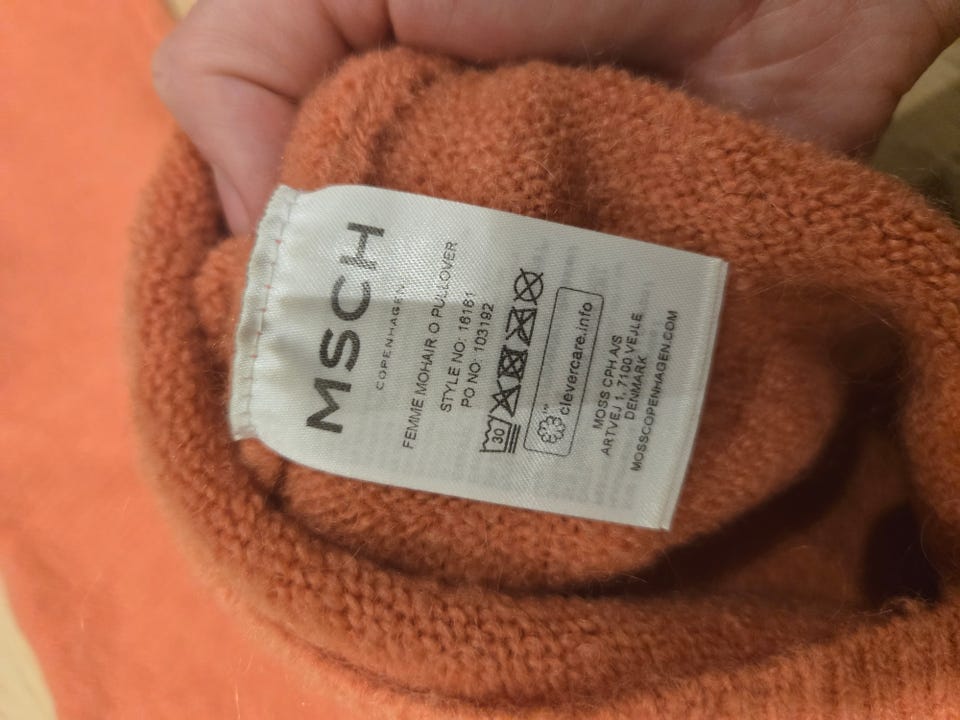 MSCH
COPENHAGEN
FEMME MOHAIR O PULLOVER
STYLE NO: 16161
PO NO: 103192
30
clevercare.info
MOSS CPH A/S
ARTVEJ 1, 7100 VEJLE
DENMARK
MOSSCOPENHAGEN.COM